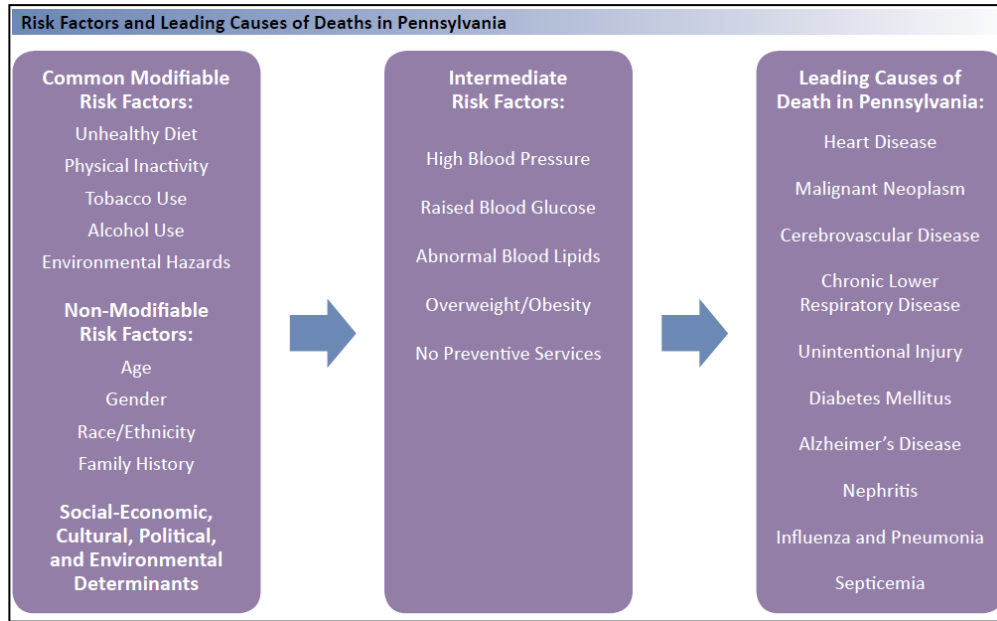 Risk Factors and Leading Causes of Deaths in Pennsylvania
Common Modifiable
Risk Factors:
Unhealthy Diet
Physical Inactivity
Tobacco Use
Alcohol Use
Environmental Hazards
Non-Modifiable
Risk Factors:
Age
Gender
Race/Ethnicity
Family History
Social-Economic,
Cultural, Political,
and Environmental
Determinants
Intermediate
Risk Factors:
High Blood Pressure
Raised Blood Glucose
Abnormal Blood Lipids
Overweight/Obesity
No Preventive Services
Leading Causes of
Death in Pennsylvania:
Heart Disease
Malignant Neoplasm
Cerebrovascular Disease
Chronic Lower
Respiratory Disease
Unintentional Injury
Diabetes Mellitus
Alzheimer’s Disease
Nephritis
Influenza and Pneumonia
Septicemia